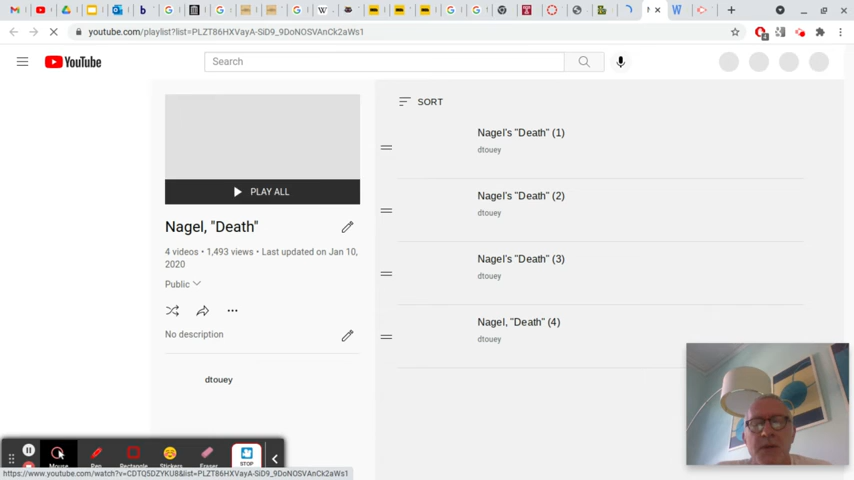 youtube.com/playlist?list=PLZT86HXVayA-SiD9_9DoNOSVAnCk2aWs1
YouTube
Search
SORT
PLAY ALL
Nagel, "Death"
4 videos • 1,493 views • Last updated on Jan 10,
2020
Public
No description
dtouey
Nagel's "Death" (1)
dtouey
Nagel's "Death" (2)
dtouey
Nagel's "Death" (3)
dtouey
Nagel, "Death" (4)
dtouey
Mouse
Pen
Rectangle
Stickers
Eraser
STOP
https://www.youtube.com/watch?v=CDTQ5DZYKU8&list=PLZT86HXVayA-SiD9_9DoNOSVAnCk2aWs1